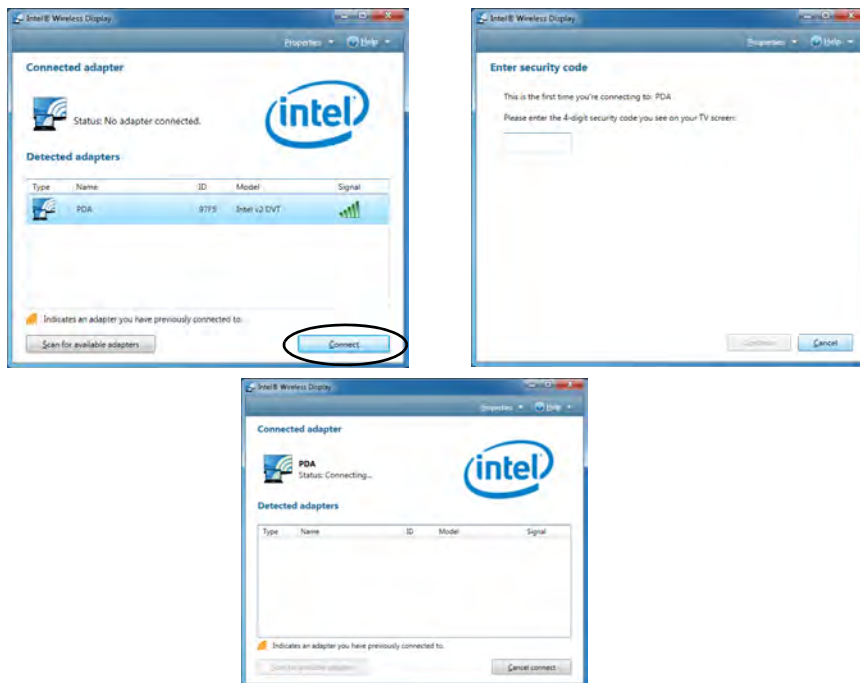 Intel® Wireless Display
Properties Help
Connected adapter
Status: No adapter connected.
intel
Detected adapters
Type Name ID Model Signal
PDA 97F5 Intel v2 DVT
Indicates an adapter you have previously connected to.
Scan for available adapters Connect
Intel® Wireless Display
Properties Help
Enter security code
This is the first time you're connecting to: PDA
Please enter the 4-digit security code you see on your TV screen:
Continue Cancel
Intel® Wireless Display
Properties Help
Connected adapter
PDA
Status: Connecting...
intel
Detected adapters
Type Name ID Model Signal
Indicates an adapter you have previously connected to.
Scan for available adapters Cancel connect